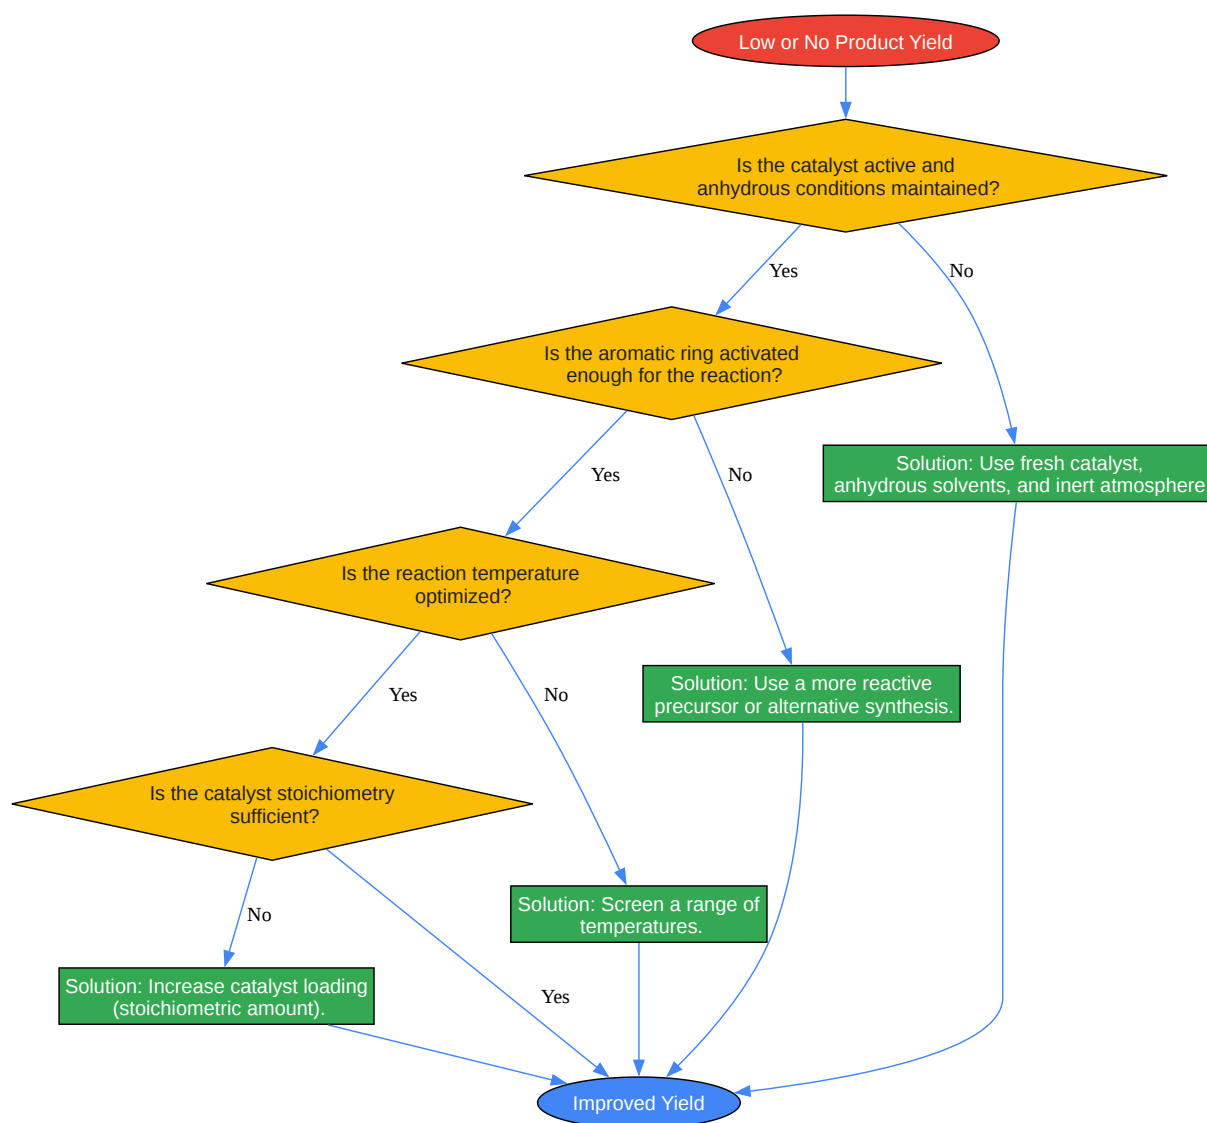 Low or No Product Yield
Is the catalyst active and
anhydrous conditions maintained?
Yes
No
Is the aromatic ring activated
enough for the reaction?
Yes
No
Solution: Use fresh catalyst,
anhydrous solvents, and inert atmosphere
Is the reaction temperature
optimized?
Yes
No
Solution: Use a more reactive
precursor or alternative synthesis.
Is the catalyst stoichiometry
sufficient?
No
Yes
Solution: Screen a range of
temperatures.
Solution: Increase catalyst loading
(stoichiometric amount).
Improved Yield